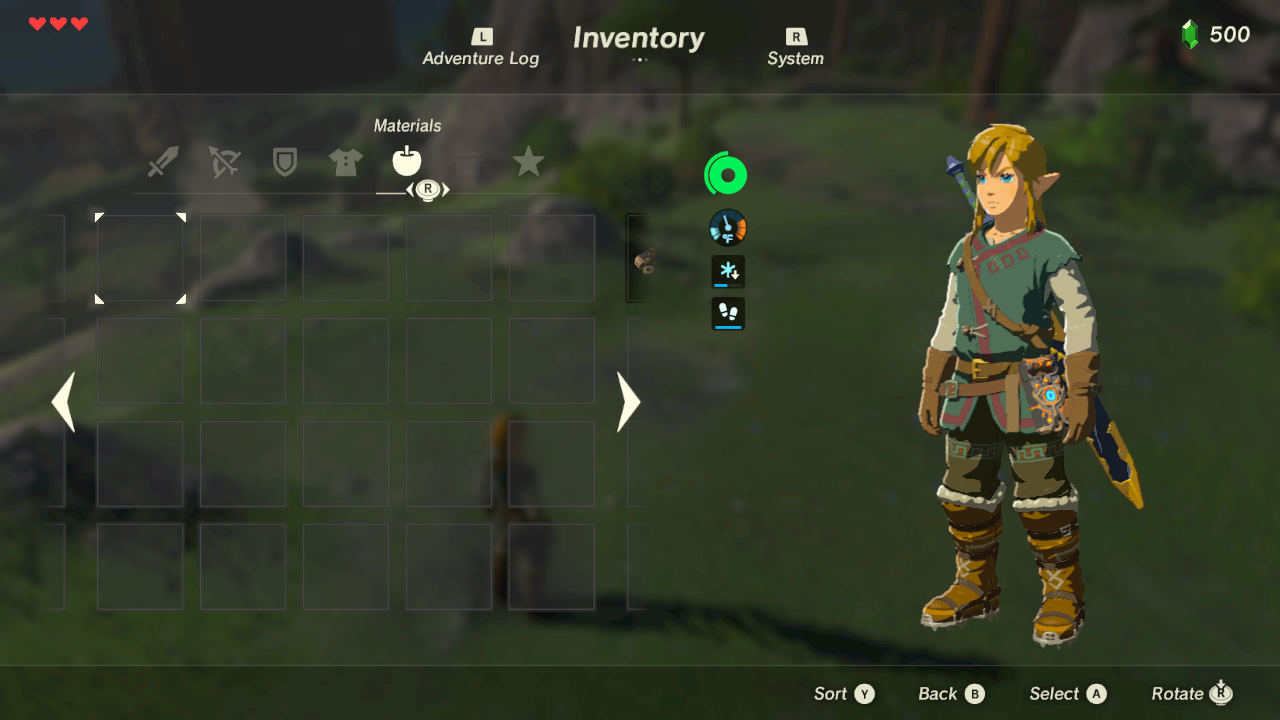 L
Inventory
R
500
Adventure Log
System
Materials
R
°F
Sort Y
Back B
Select A
Rotate R